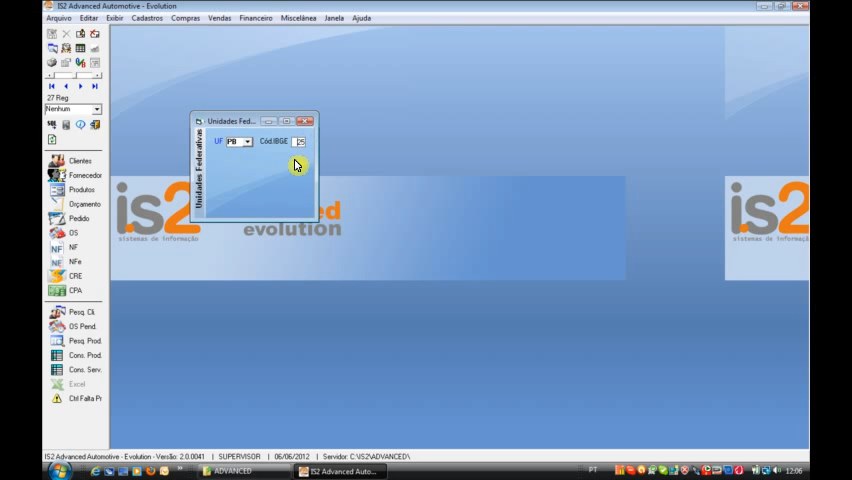 IS2 Advanced Automotive - Evolution
Arquivo Editar Exibir Cadastros Compras Vendas Financeiro Miscelânea Janela Ajuda
27 Reg
Nenhum
SQL
Clientes
Fornecedor
Produtos
Orçamento
Pedido
OS
NF NF
NF NFe
CRE
CPA
Pesq. Cli.
OS Pend.
Pesq. Prod.
Cons. Prod.
Cons. Serv.
Excel
Ctrl Falta Pr
Unidades Fed...
Unidades Federativas
UF PB Cód.IBGE 25
is2
sistemas de informação
ed
evolution
is2
sistemas de informação
IS2 Advanced Automotive - Evolution - Versão: 2.0.0041 SUPERVISOR 06/06/2012 Servidor: C:\IS2\ADVANCED\
ADVANCED IS2 Advanced Auto... PT 12:06